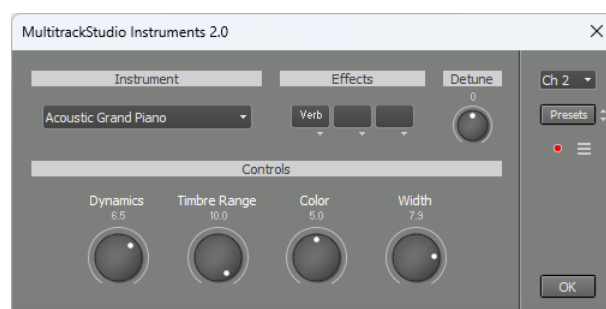 MultitrackStudio Instruments 2.0
Instrument Effects Detune Ch 2
0
Acoustic Grand Piano Verb Presets
Controls
Dynamics Timbre Range Color Width
6.5 10.0 5.0 7.9
OK